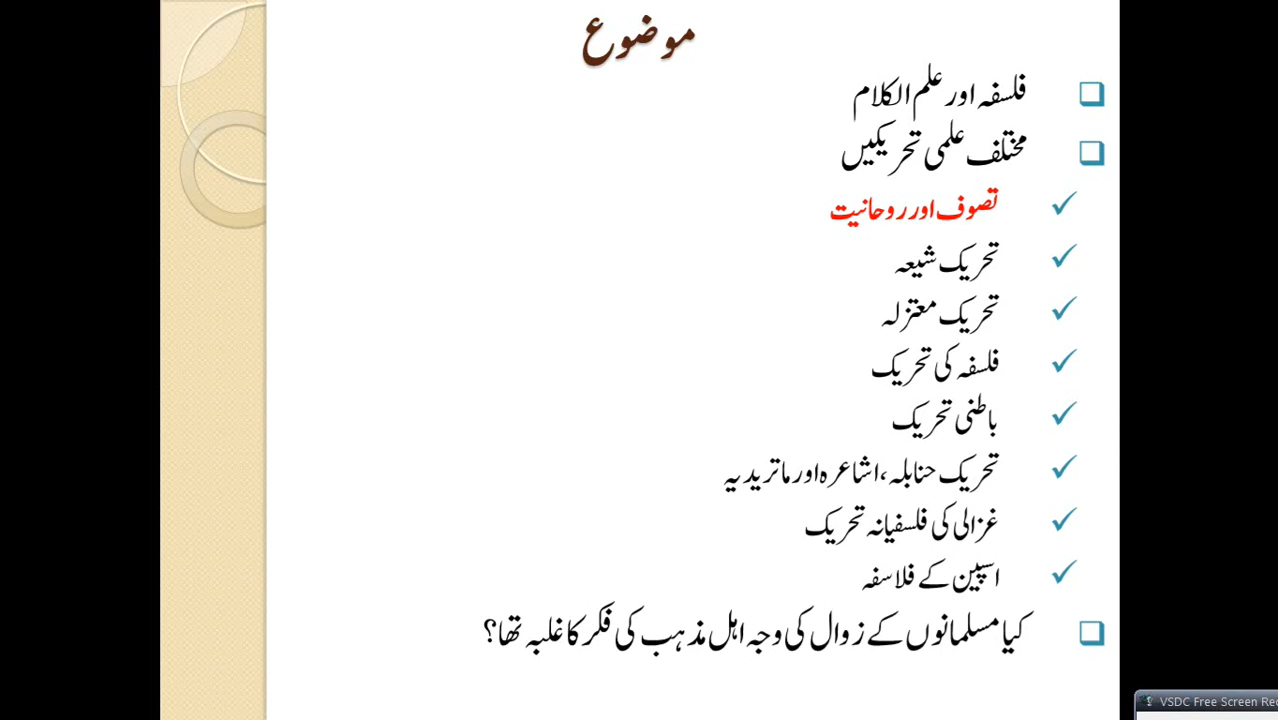 موضوع
فلسفہ اور علم الکلام
مختلف علمی تحریکیں
تصوف اور روحانیت
تحریک شیعہ
تحریک معتزلہ
فلسفہ کی تحریک
باطنی تحریک
تحریک حنابلہ، اشاعرہ اور ماتریدیہ
غزالی کی فلسفیانہ تحریک
اسپین کے فلاسفہ
کیا مسلمانوں کے زوال کی وجہ اہل مذہب کی فکر کا غلبہ تھا؟
VSDC Free Screen Rec